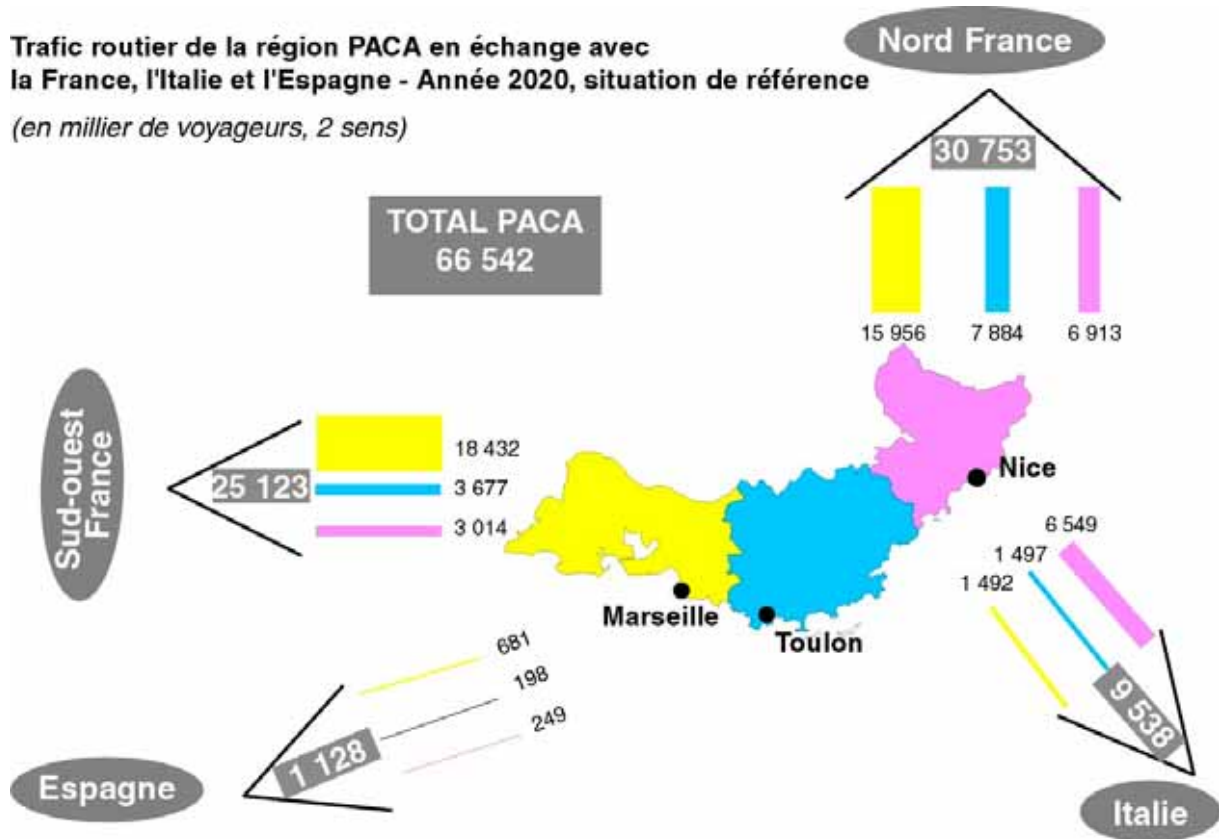 Trafic routier de la région PACA en échange avec
la France, l'Italie et l'Espagne - Année 2020, situation de référence
(en millier de voyageurs, 2 sens)
Nord France
30 753
TOTAL PACA
66 542
15 956
7 884
6 913
Sud-ouest
France
25 123
18 432
3 677
3 014
Nice
Marseille
Toulon
6 549
1 497
1 492
9 538
Italie
681
198
249
1 128
Espagne